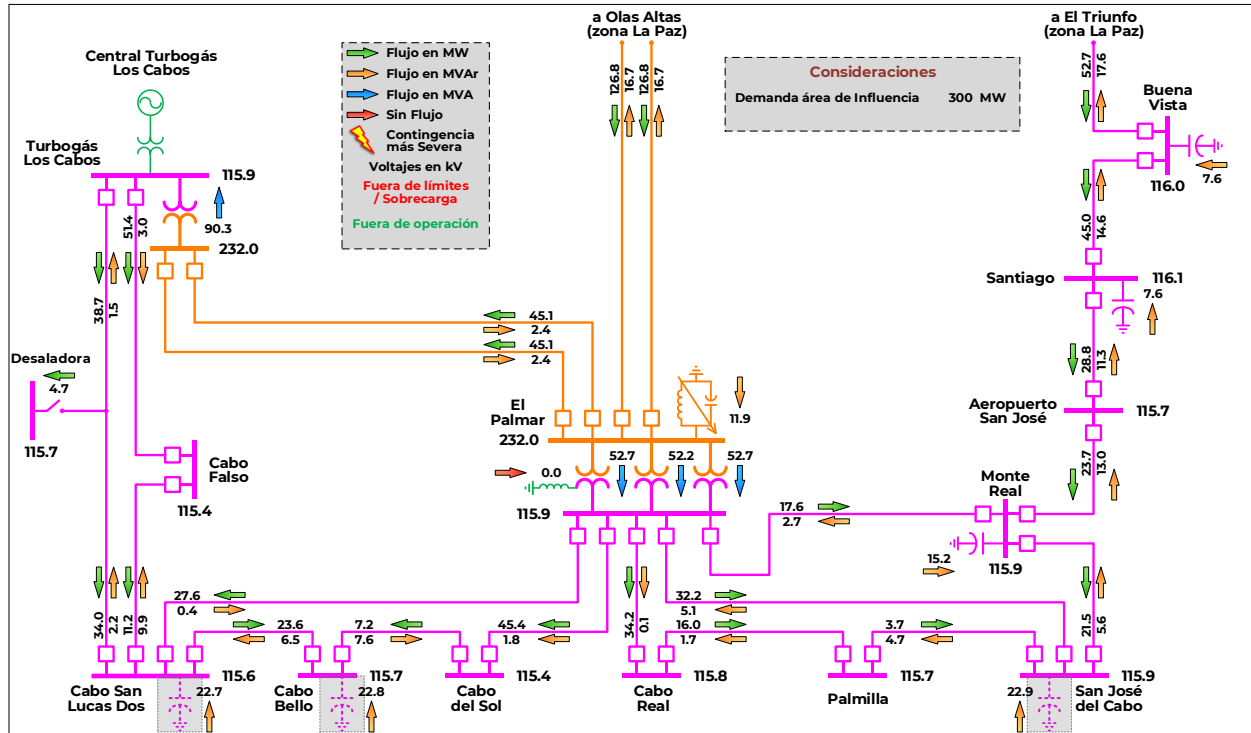 a Olas Altas
(zona La Paz)
a El Triunfo
(zona La Paz)
Central Turbogás
Los Cabos
Flujo en MW
Flujo en MVAr
Flujo en MVA
Sin Flujo
Contingencia
más Severa
Voltajes en kV
Fuera de límites
/ Sobrecarga
Fuera de operación
Consideraciones
Demanda área de Influencia 300 MW
126.8
16.7
126.8
16.7
52.7
17.6
Buena
Vista
7.6
116.0
Turbogás
Los Cabos
115.9
51.4
3.0
90.3
232.0
38.7
1.5
45.0
14.6
Santiago
116.1
7.6
45.1
2.4
45.1
2.4
28.8
11.3
Desaladora
4.7
115.7
El
Palmar
232.0
11.9
Aeropuerto
San José
115.7
Cabo
Falso
115.4
0.0
52.7
52.2
52.7
115.9
23.7
13.0
Monte
Real
17.6
2.7
15.2
115.9
34.0
2.2
11.2
9.9
27.6
0.4
23.6
6.5
7.2
7.6
45.4
1.8
34.2
0.1
32.2
5.1
16.0
1.7
3.7
4.7
21.5
5.6
115.6
Cabo San
Lucas Dos
22.7
115.7
Cabo
Bello
22.8
115.4
Cabo
del Sol
115.8
Cabo
Real
115.7
Palmilla
115.9
San José
del Cabo
22.9